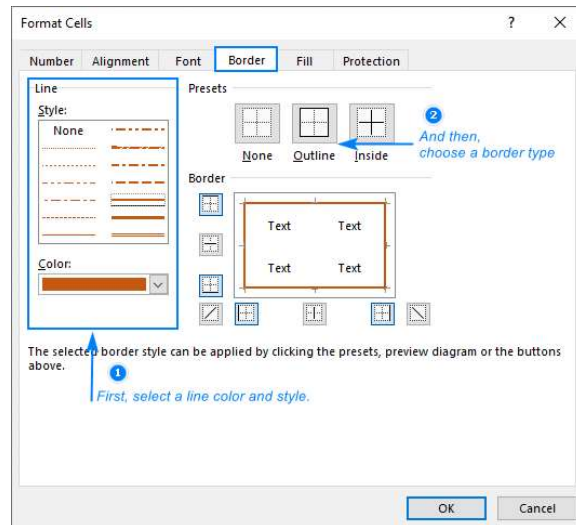 Format Cells ? X
Number Alignment Font Border Fill Protection
Line
Style:
None
Color:
Presets
None Outline Inside
2
And then,
choose a border type
Border
Text Text
Text Text
The selected border style can be applied by clicking the presets, preview diagram or the buttons
above.
1
First, select a line color and style.
OK Cancel